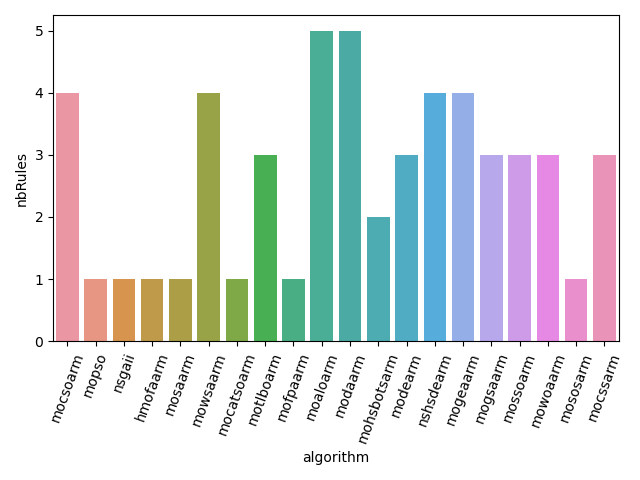 5
4
3
2
1
0
nbRules
mocsoarm
mopso
nsgaii
hmofaarm
mosaarm
mowsaarm
mocatsoarm
motlboarm
mofpaarm
moaloarm
modaarm
mohsbotsarm
modearm
nshsdearm
mogeaarm
mogsaarm
mossoarm
mowoaarm
mososarm
mocssarm
algorithm